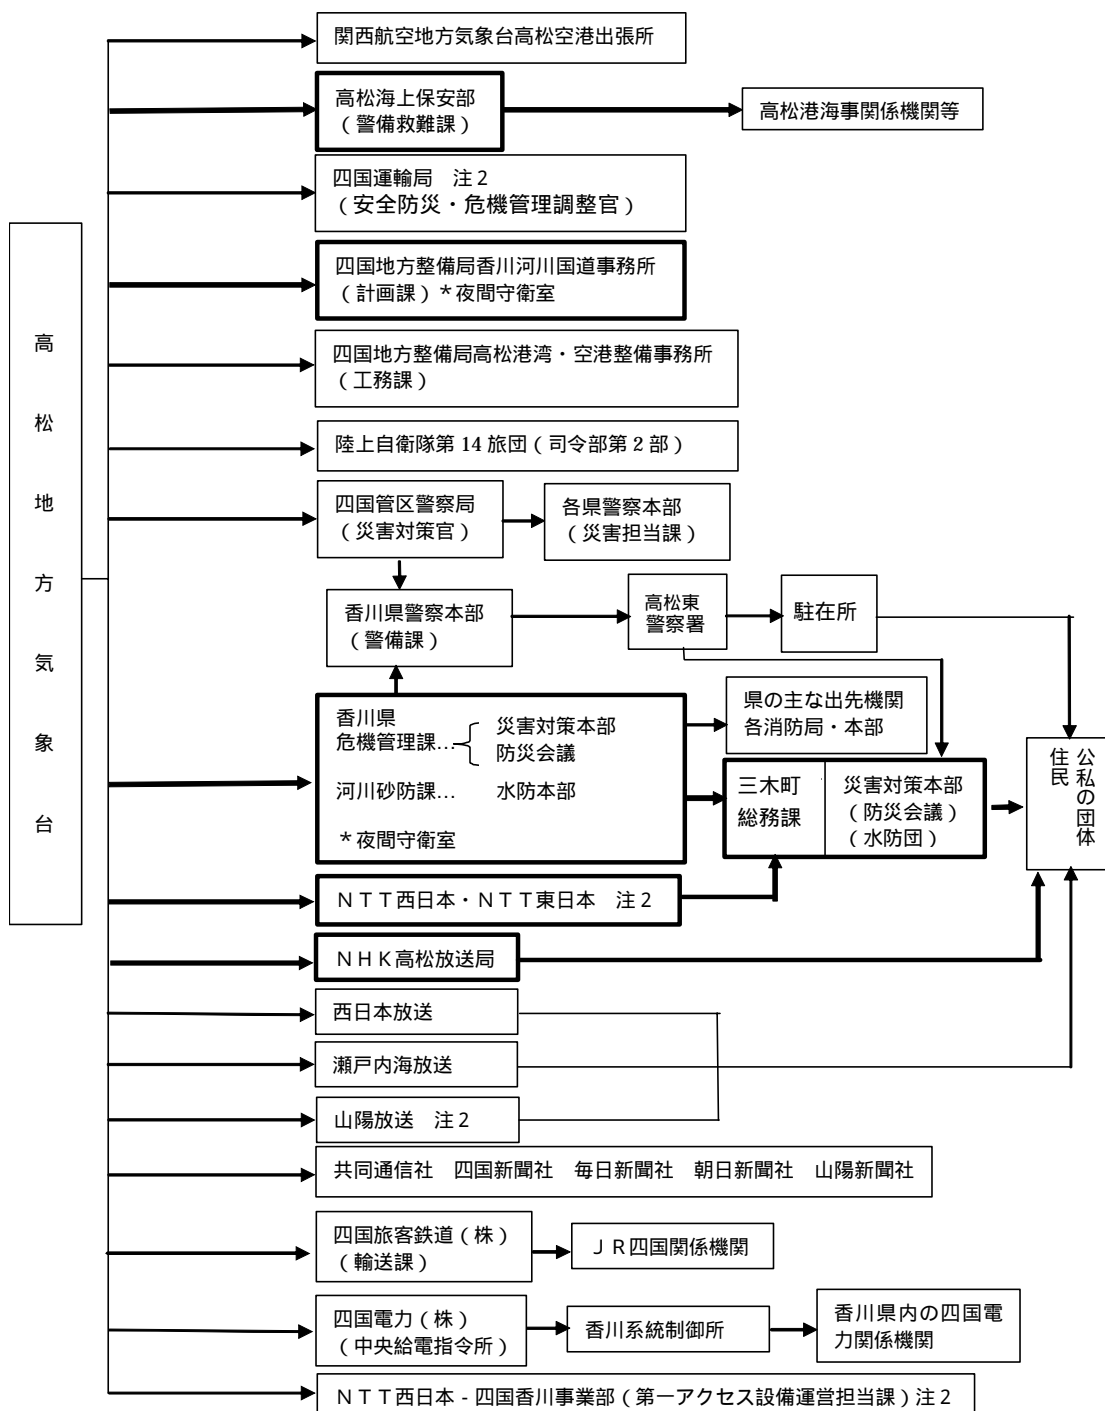 関西航空地方気象台高松空港出張所
高松海上保安部
（警備救難課）
高松港海事関係機関等
四国運輸局　注２
（安全防災・危機管理調整官）
四国地方整備局香川河川国道事務所
（計画課）＊夜間守衛室
高松地方気象台
四国地方整備局高松港湾・空港整備事務所
（工務課）
陸上自衛隊第 14 旅団（司令部第 2 部）
四国管区警察局
（災害対策官）
各県警察本部
（災害担当課）
香川県警察本部
（警備課）
高松東
警察署
駐在所
香川県
危機管理課…
災害対策本部
防災会議
河川砂防課…　水防本部
＊夜間守衛室
県の主な出先機関
各消防局・本部
三木町
総務課
災害対策本部
（防災会議）
（水防団）
公私の団体
住民
ＮＴＴ西日本・ＮＴＴ東日本　注２
ＮＨＫ高松放送局
西日本放送
瀬戸内海放送
山陽放送　注２
共同通信社　四国新聞社　毎日新聞社　朝日新聞社　山陽新聞社
四国旅客鉄道（株）
（輸送課）
ＪＲ四国関係機関
四国電力（株）
（中央給電指令所）
香川系統制御所
香川県内の四国電
力関係機関
ＮＴＴ西日本 - 四国香川事業部（第一アクセス設備運営担当課）注２